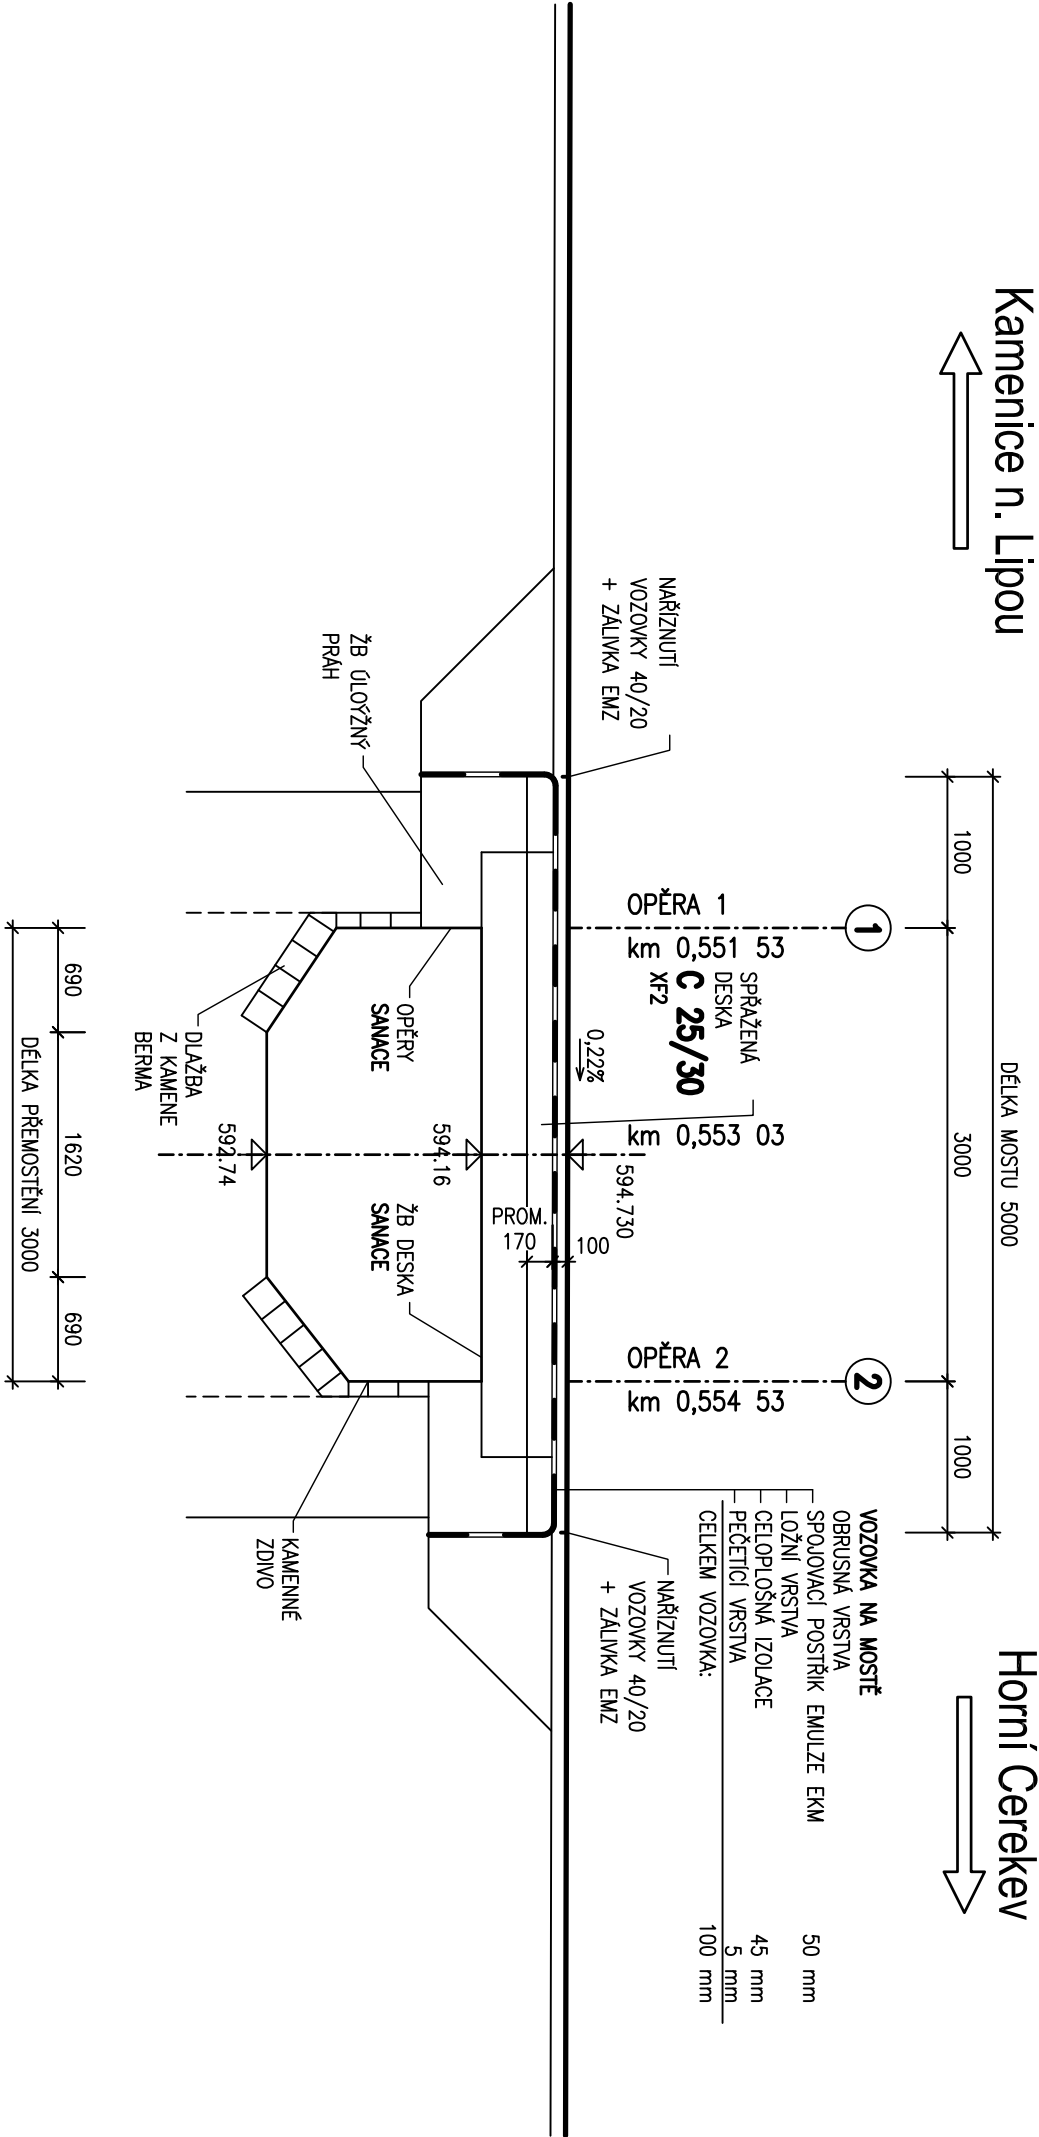 Kamenice n. Lipou
Horní Cerekev
DÉLKA MOSTU 5000
1000
3000
1000
1
2
OPĚRA 1
km 0,551 53
SPŘAŽENÁ
DESKA
C 25/30
XF2
km 0,553 03
OPĚRA 2
km 0,554 53
NAŘÍZNUTÍ
VOZOVKY 40/20
+ ZÁLIVKA EMZ
0,22%
594.730
100
PROM.
170
VOZOVKA NA MOSTĚ
OBRUSNÁ VRSTVA
SPOJOVACÍ POSTŘIK EMULZE EKM 50 mm
LOŽNÍ VRSTVA
CELOPLOŠNÁ IZOLACE 45 mm
PEČETÍCÍ VRSTVA 5 mm
CELKEM VOZOVKA: 100 mm
NAŘÍZNUTÍ
VOZOVKY 40/20
+ ZÁLIVKA EMZ
ŽB ÚLOÝŽNÝ
PRÁH
OPĚRY
SANACE
594.16
ŽB DESKA
SANACE
DLAŽBA
Z KAMENE
BERMA
592.74
KAMENNÉ
ZDIVO
690
1620
690
DÉLKA PŘEMOSTĚNÍ 3000